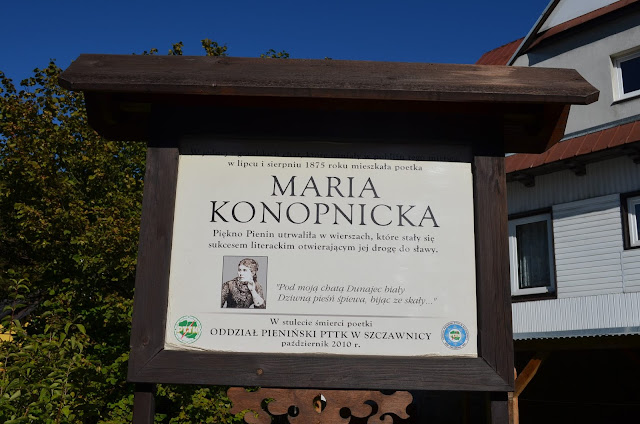 w lipcu i sierpniu 1875 roku mieszkała poetka
MARIA
KONOPNICKA
Piękno Pienin utrwaliła w wierszach, które stały się
sukcesem literackim otwierającym jej drogę do sławy.
"Pod moją chatą Dunajec biały
Dziwną pieśń śpiewa, bijąc ze skały..."
W stulecie śmierci poetki
ODDZIAŁ PIENIŃSKI PTTK W SZCZAWNICY
październik 2010 r.